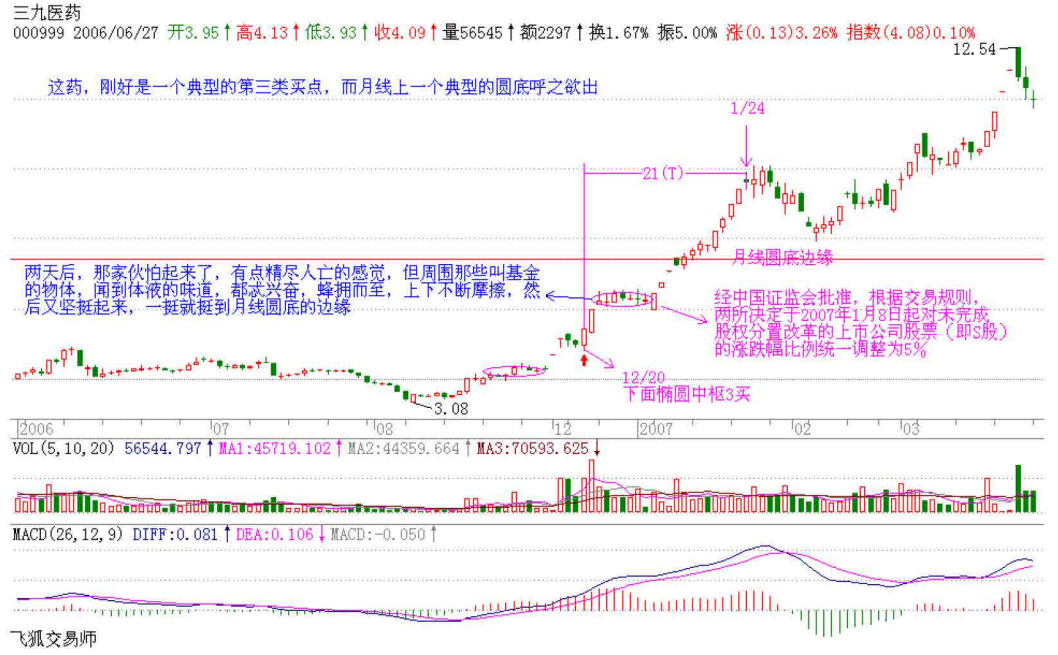 三九医药
000999 2006/06/27 开3.95↑高4.13↑低3.93↑收4.09↑量56545↑额2297↑换1.67% 振5.00% 涨(0.13)3.26% 指数(4.08)0.10%
12.54
这药，刚好是一个典型的第三类买点，而月线上一个典型的圆底呼之欲出
1/24
21(T)
月线圆底边缘
两天后，那家伙怕起来了，有点精尽人亡的感觉，但周围那些叫基金
的物体，闻到体液的味道，都忒兴奋，蜂拥而至，上下不断摩擦，然
后又坚挺起来，一挺就挺到月线圆底的边缘
经中国证监会批准，根据交易规则，
两所决定于2007年1月8日起对未完成
股权分置改革的上市公司股票（即S股）
的涨跌幅比例统一调整为5%
12/20
下面椭圆中枢3买
3.08
2006 07 08 12 2007 02 03
VOL(5,10,20) 56544.797↑MA1:45719.102↑MA2:44359.664↑MA3:70593.625↓
MACD(26,12,9) DIFF:0.081↑DEA:0.106↓MACD:-0.050↑
飞狐交易师